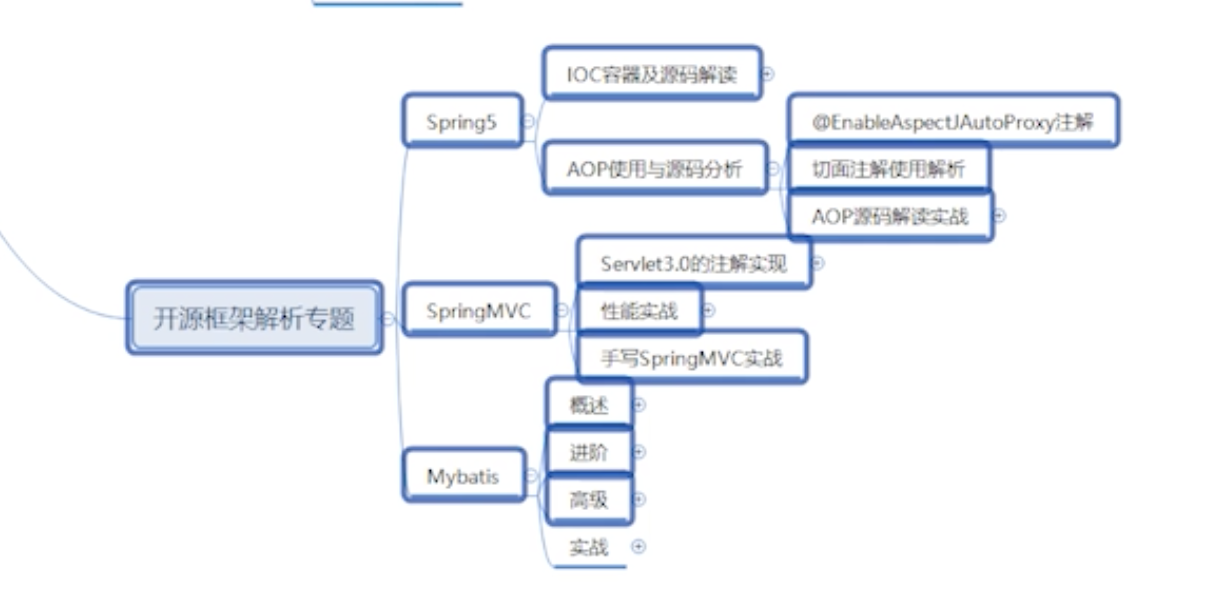 IOC容器及源码解读
Spring5
@EnableAspectJAutoProxy注解
AOP使用与源码分析
切面注解使用解析
AOP源码解读实战
Servlet3.0的注解实现
开源框架解析专题
SpringMVC
性能实战
手写SpringMVC实战
概述
进阶
Mybatis
高级
实战